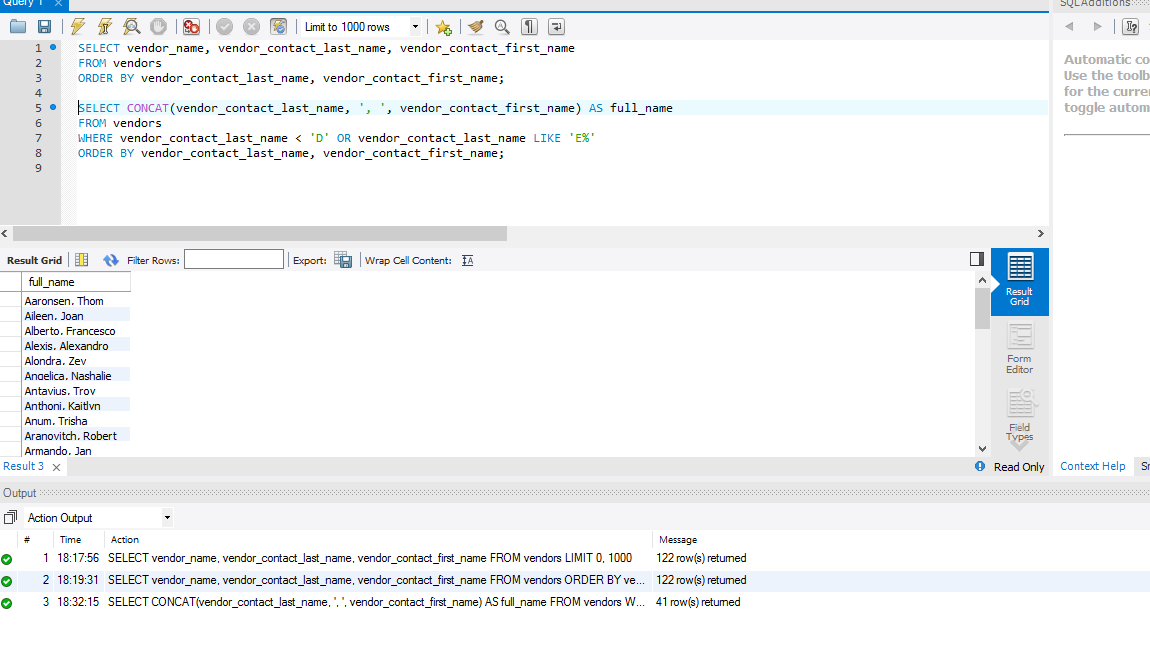 Query 1
SQLAdditions
Limit to 1000 rows
1 SELECT vendor_name, vendor_contact_last_name, vendor_contact_first_name
2 FROM vendors
3 ORDER BY vendor_contact_last_name, vendor_contact_first_name;
4
5 SELECT CONCAT(vendor_contact_last_name, ', ', vendor_contact_first_name) AS full_name
6 FROM vendors
7 WHERE vendor_contact_last_name < 'D' OR vendor_contact_last_name LIKE 'E%'
8 ORDER BY vendor_contact_last_name, vendor_contact_first_name;
9
Automatic co
Use the toolb
for the currer
toggle autom
Result Grid
Filter Rows:
Export:
Wrap Cell Content:
full_name
Aaronsen, Thom
Aileen, Joan
Alberto, Francesco
Alexis, Alexandro
Alondra, Zev
Angelica, Nashalie
Antavius, Troy
Anthoni, Kaitlyn
Anum, Trisha
Aranovitch, Robert
Armando, Jan
Result
Grid
Form
Editor
Field
Types
Result 3
Read Only
Context Help
Sn
Output
Action Output
# Time Action Message
1 18:17:56 SELECT vendor_name, vendor_contact_last_name, vendor_contact_first_name FROM vendors LIMIT 0, 1000 122 row(s) returned
2 18:19:31 SELECT vendor_name, vendor_contact_last_name, vendor_contact_first_name FROM vendors ORDER BY ve... 122 row(s) returned
3 18:32:15 SELECT CONCAT(vendor_contact_last_name, ', ', vendor_contact_first_name) AS full_name FROM vendors W... 41 row(s) returned